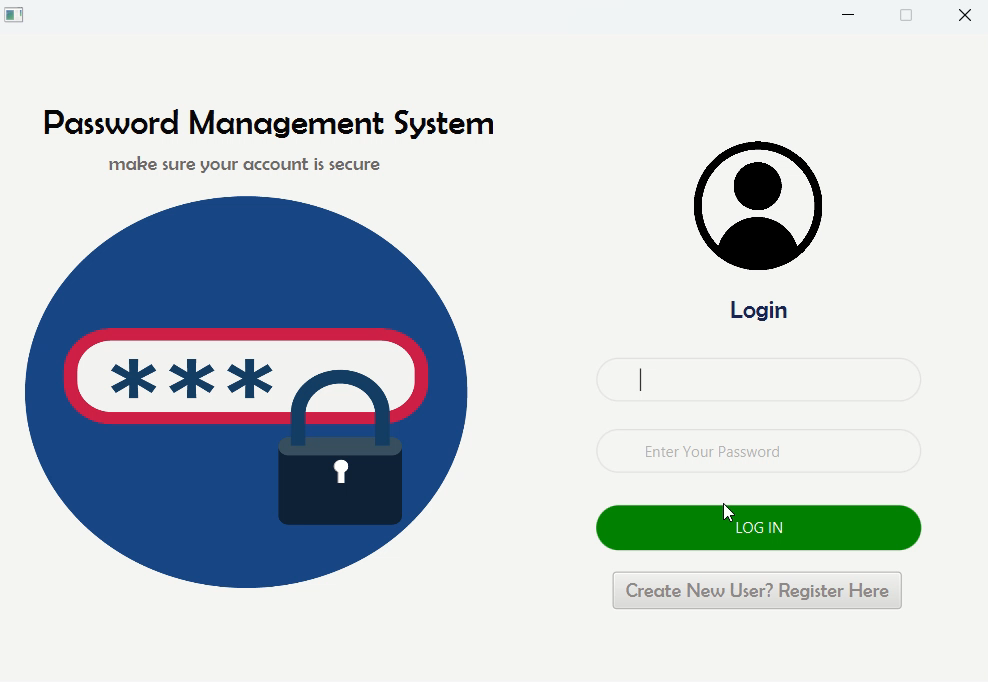 Password Management System
make sure your account is secure
***
Login
Enter Your Password
LOG IN
Create New User? Register Here